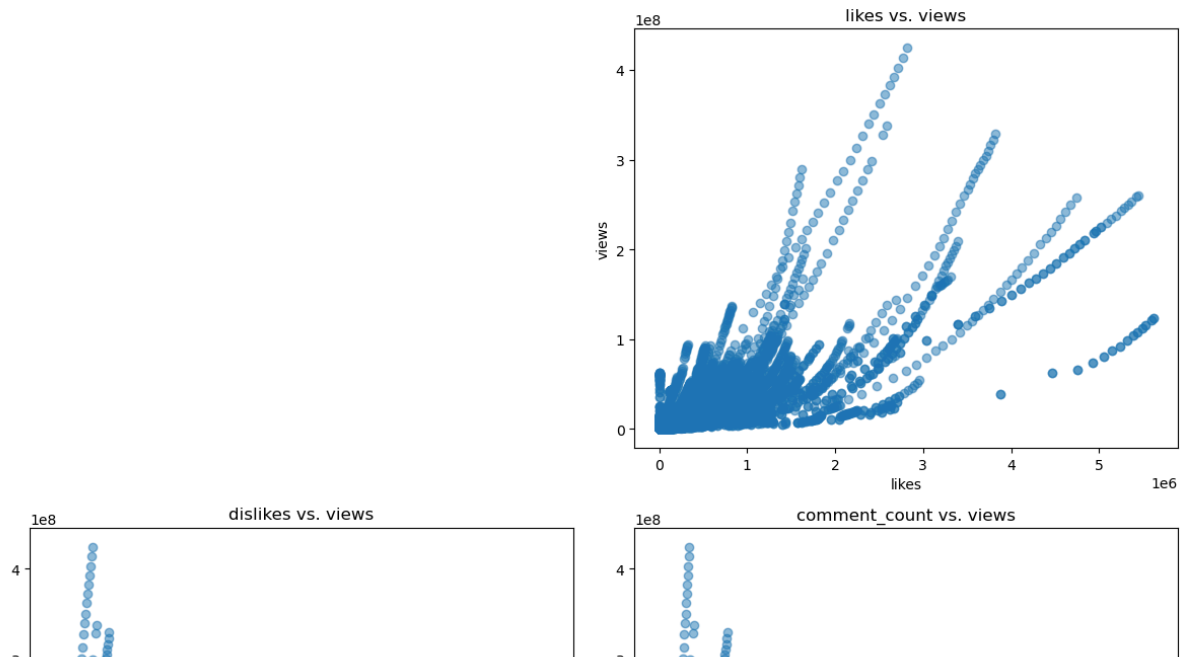 likes vs. views
1e8
4
3
2
1
0
views
0 1 2 3 4 5
likes
1e6
dislikes vs. views
1e8
4
comment_count vs. views
1e8
4